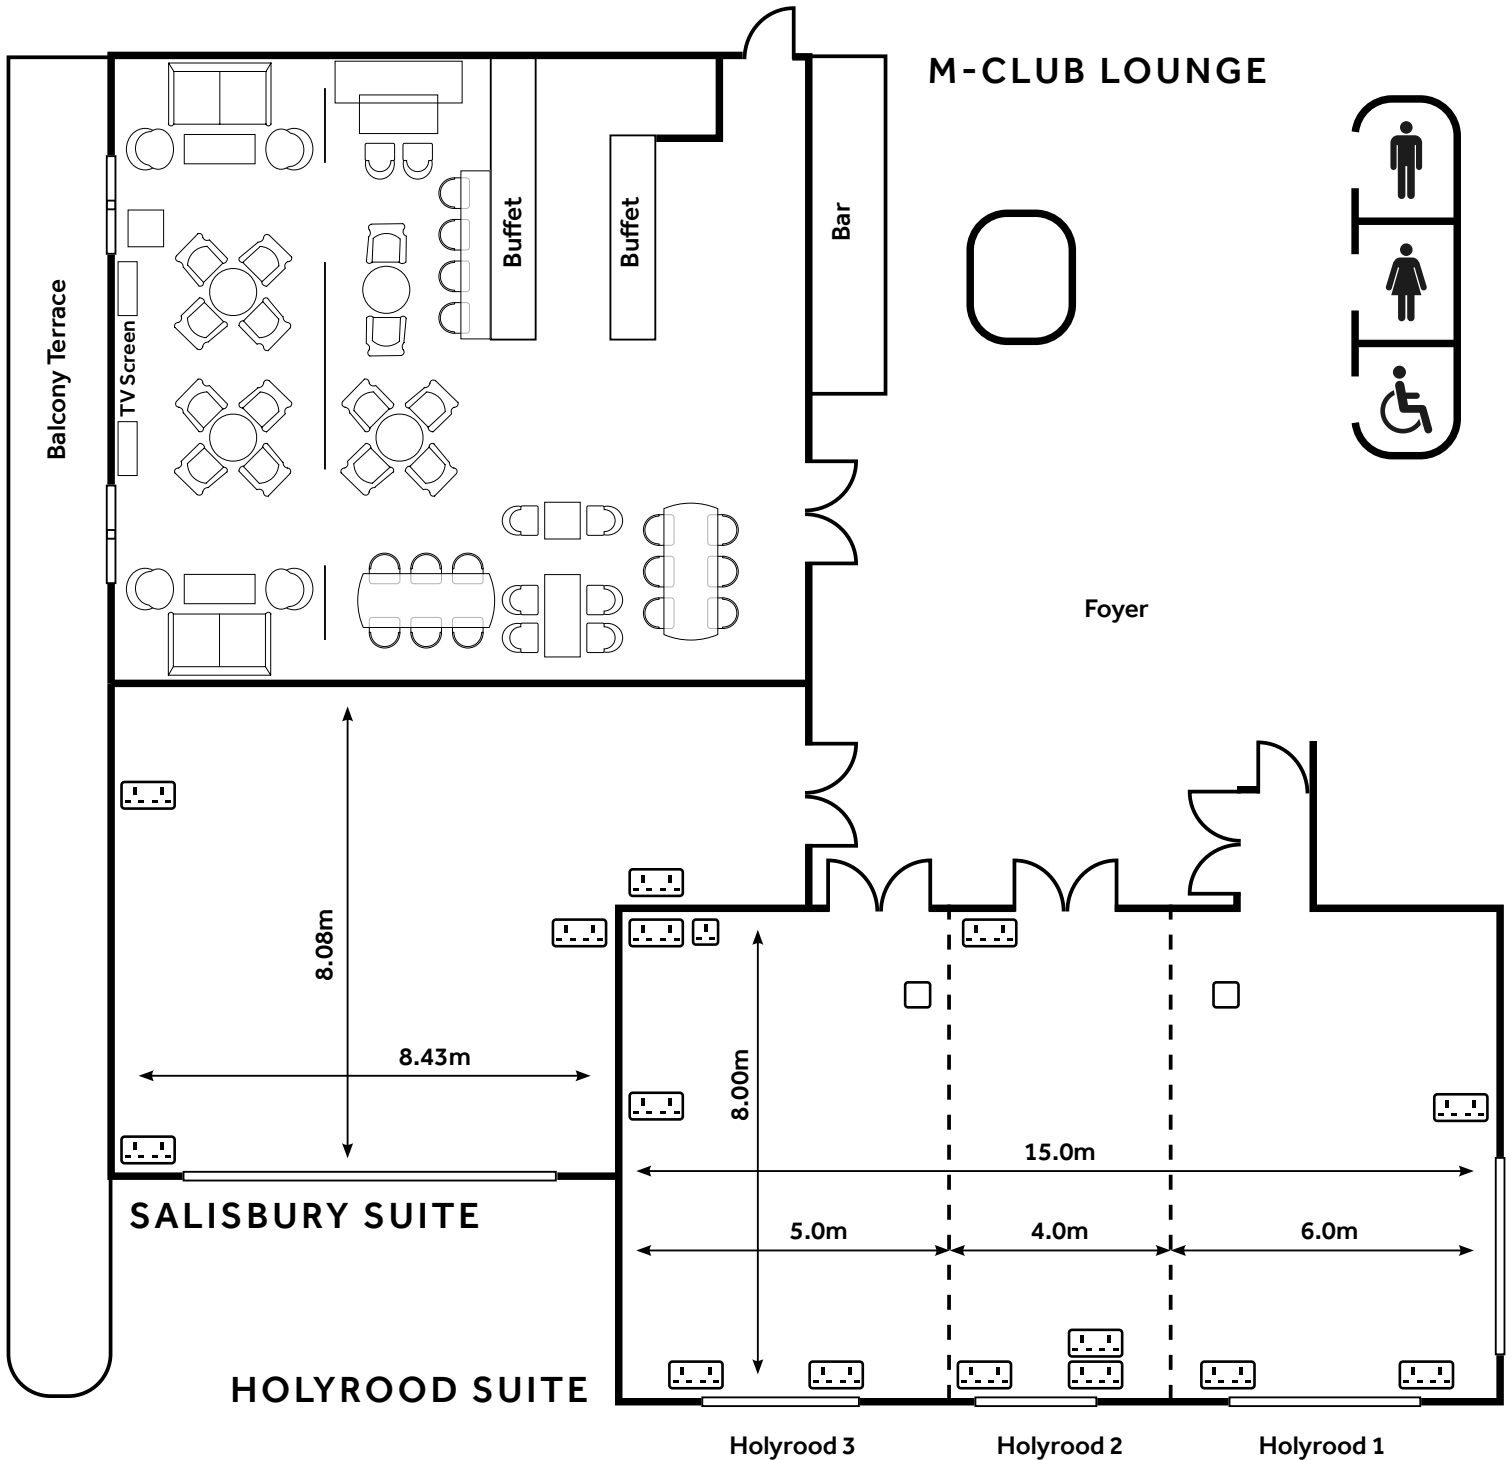 M-CLUB LOUNGE
Balcony Terrace
TV Screen
Buffet
Buffet
Bar
Foyer
8.08m
8.43m
SALISBURY SUITE
8.00m
15.0m
5.0m
4.0m
6.0m
HOLYROOD SUITE
Holyrood 3
Holyrood 2
Holyrood 1